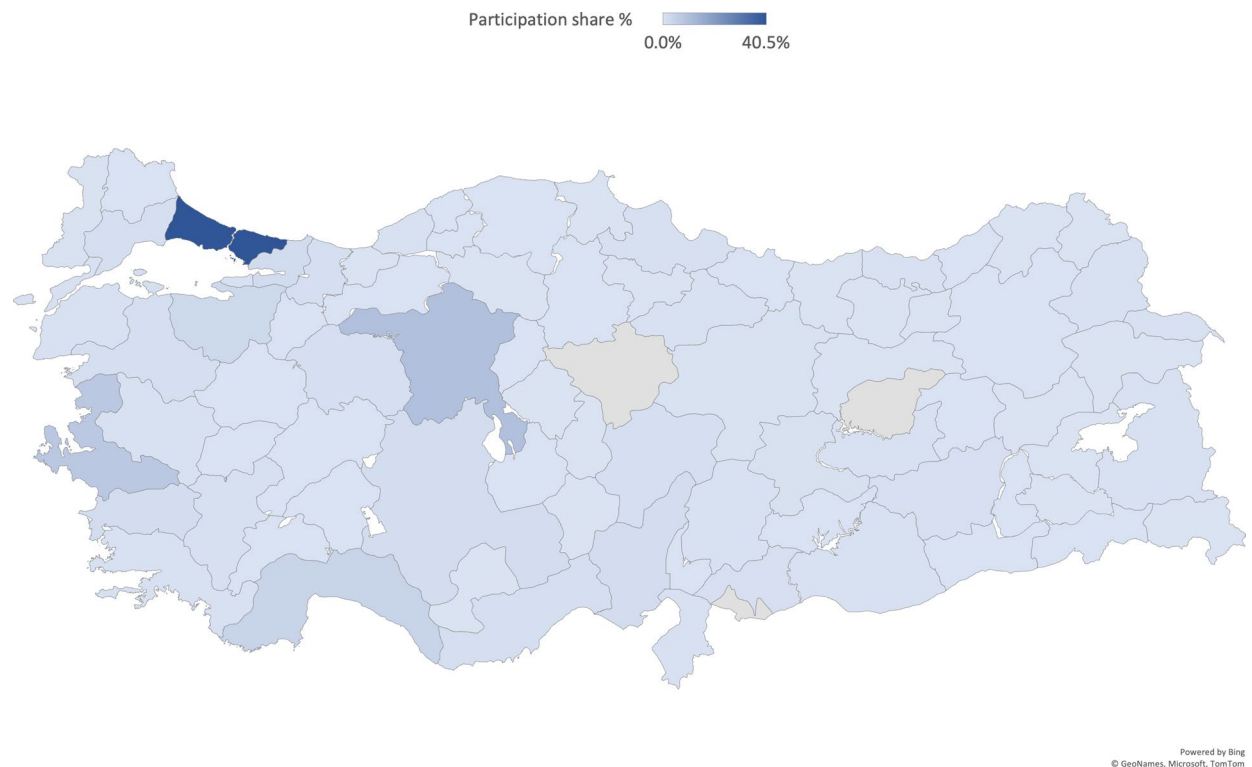 Participation share %
0.0% 40.5%
Powered by Bing
© GeoNames, Microsoft, TomTom